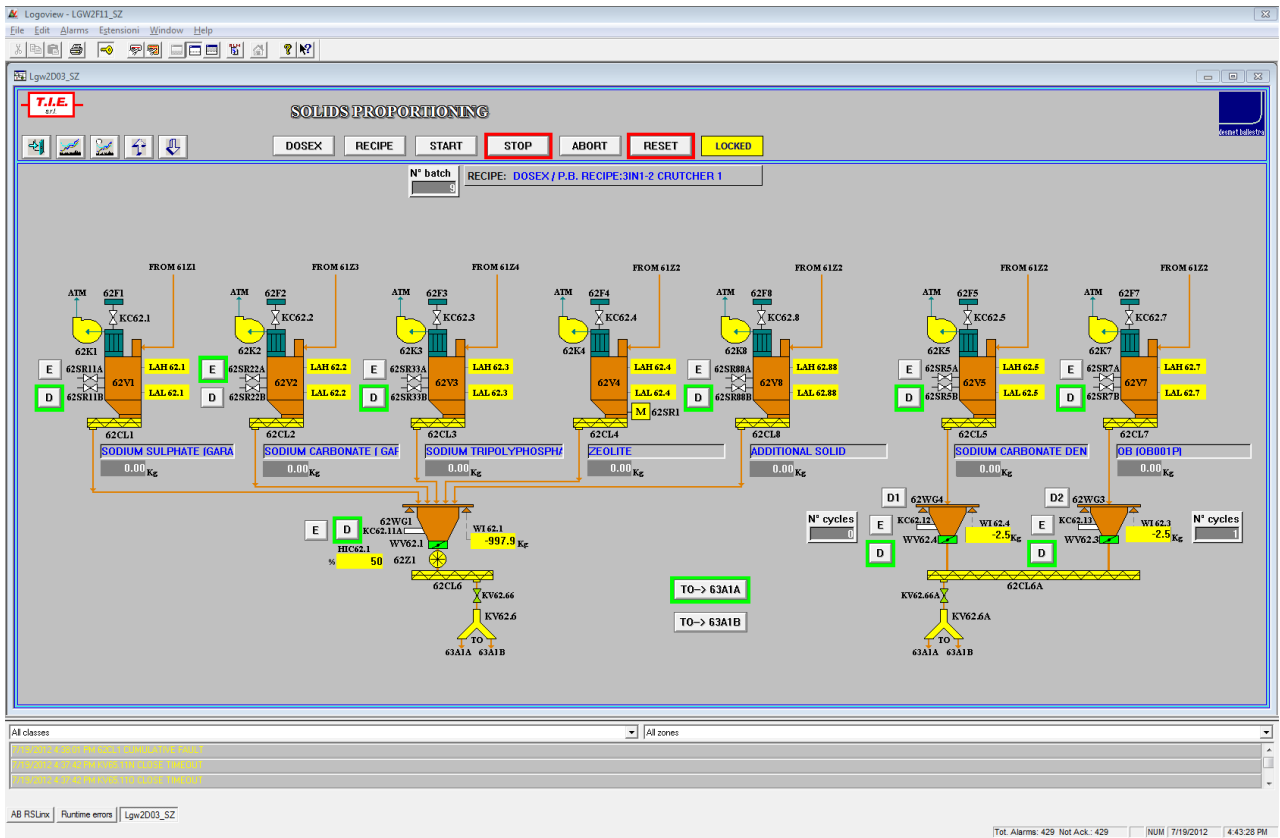 Logoview - LGW2F11_SZ
File Edit Alarms Estensioni Window Help
Lgw2D03_SZ
T.I.E.
s r l
SOLIDS PROPORTIONING
desmet ballestra
DOSEX RECIPE START STOP ABORT RESET LOCKED
N° batch
9
RECIPE: DOSEX / P.B. RECIPE:3IN1-2 CRUTCHER 1
FROM 61Z1 FROM 61Z3 FROM 61Z4 FROM 61Z2 FROM 61Z2 FROM 61Z2 FROM 61Z2
ATM 62F1 ATM 62F2 ATM 62F3 ATM 62F4 ATM 62F8 ATM 62F5 ATM 62F7
KC62.1 KC62.2 KC62.3 KC62.4 KC62.8 KC62.5 KC62.7
62K1 62K2 62K3 62K4 62K8 62K5 62K7
E 62SR11A LAH 62.1 E 62SR22A LAH 62.2 E 62SR33A LAH 62.3 LAH 62.4 E 62SR88A LAH 62.88 E 62SR5A LAH 62.5 E 62SR7A LAH 62.7
62V1 62V2 62V3 62V4 62V8 62V5 62V7
D 62SR11B LAL 62.1 D 62SR22B LAL 62.2 D 62SR33B LAL 62.3 LAL 62.4 D 62SR88B LAL 62.88 D 62SR5B LAL 62.5 D 62SR7B LAL 62.7
M 62SR1
62CL1 62CL2 62CL3 62CL4 62CL8 62CL5 62CL7
SODIUM SULPHATE (GARA SODIUM CARBONATE ( GAF SODIUM TRIPOLYPHOSPHA ZEOLITE ADDITIONAL SOLID SODIUM CARBONATE DEN OB (OB001P)
0.00 Kg 0.00 Kg 0.00 Kg 0.00 Kg 0.00 Kg 0.00 Kg 0.00 Kg
D1 62WG4 D2 62WG3
E D 62WG1
KC62.11A WI 62.1
-997.9 Kg
WV62.1
HIC62.1
% 50
62Z1
62CL6
N° cycles
0
E KC62.12 WI 62.4
-2.5 Kg
D WV62.4
E KC62.13 WI 62.3
-2.5 Kg
D WV62.3
N° cycles
1
62CL6A
TO--> 63A1A
TO--> 63A1B
KV62.66 KV62.66A
KV62.6 KV62.6A
TO TO
63A1A 63A1B 63A1A 63A1B
All classes All zones
7/19/2012 4:38:01 PM 62CL1 CUMULATIVE FAULT
7/19/2012 4:37:42 PM KV65.11N CLOSE TIMEOUT
7/19/2012 4:37:42 PM KV65.11O CLOSE TIMEOUT
AB RSLinx Runtime errors Lgw2D03_SZ
Tot. Alarms: 429 Not Ack.: 429 NUM 7/19/2012 4:43:28 PM